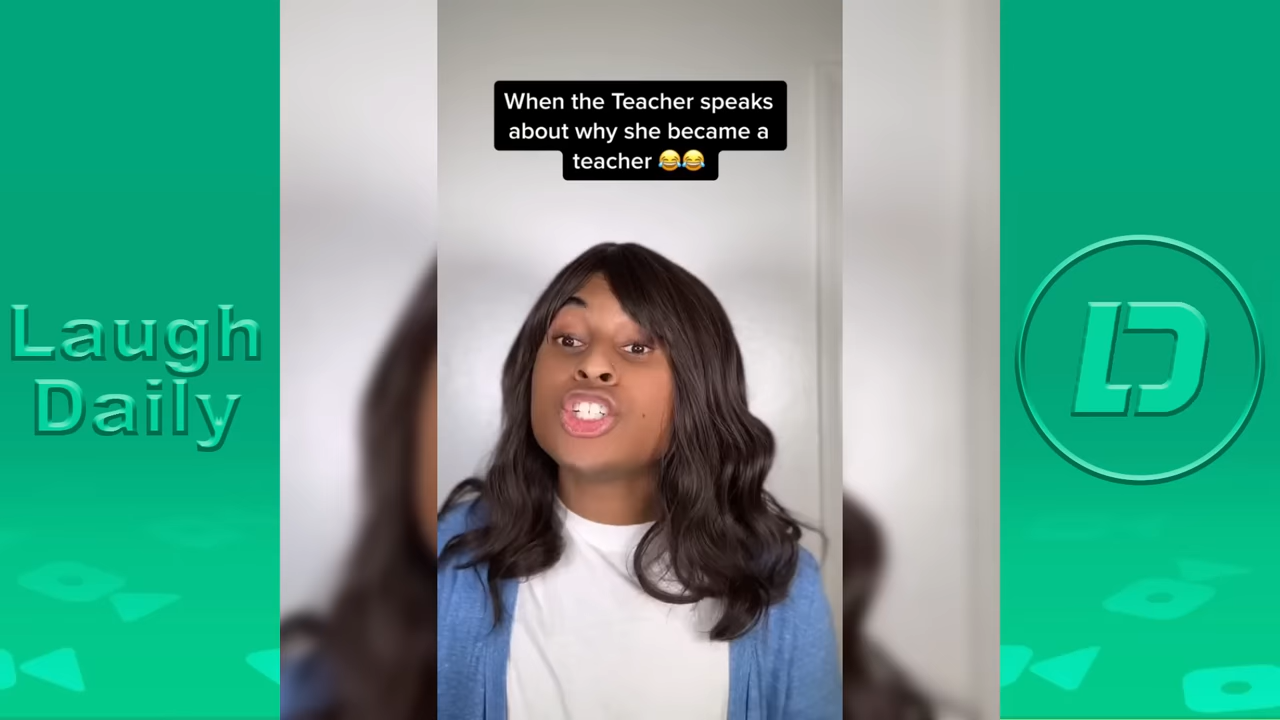 When the Teacher speaks
about why she became a
teacher 😂😂
Laugh
Daily
LD